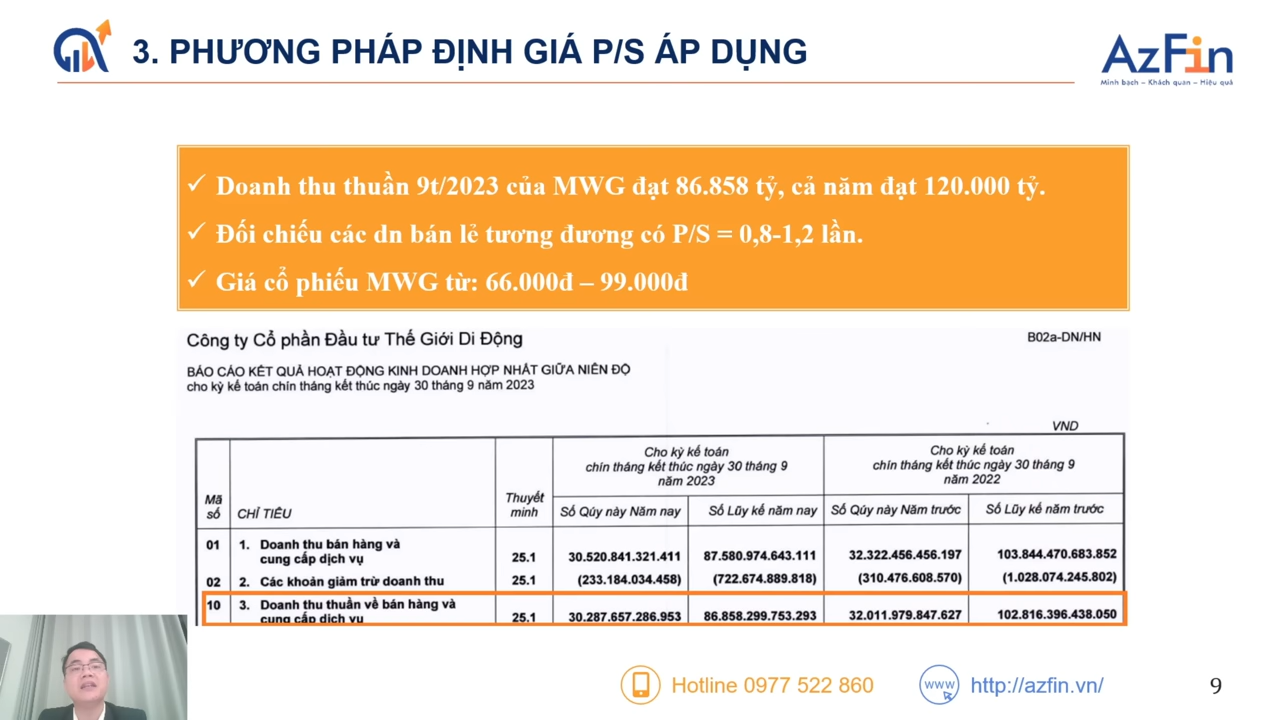 3. PHƯƠNG PHÁP ĐỊNH GIÁ P/S ÁP DỤNG
AzFin
Minh bạch – Khách quan – Hiệu quả
✓ Doanh thu thuần 9t/2023 của MWG đạt 86.858 tỷ, cả năm đạt 120.000 tỷ.
✓ Đối chiếu các dn bán lẻ tương đương có P/S = 0,8-1,2 lần.
✓ Giá cổ phiếu MWG từ: 66.000đ – 99.000đ
Công ty Cổ phần Đầu tư Thế Giới Di Động
B02a-DN/HN
BÁO CÁO KẾT QUẢ HOẠT ĐỘNG KINH DOANH HỢP NHẤT GIỮA NIÊN ĐỘ
cho kỳ kế toán chín tháng kết thúc ngày 30 tháng 9 năm 2023
VND
Mã số CHỈ TIÊU Thuyết minh
Cho kỳ kế toán
chín tháng kết thúc ngày 30 tháng 9
năm 2023
Cho kỳ kế toán
chín tháng kết thúc ngày 30 tháng 9
năm 2022
Số Qúy này Năm nay Số Lũy kế năm nay Số Qúy này Năm trước Số Lũy kế năm trước
01 1. Doanh thu bán hàng và
cung cấp dịch vụ 25.1 30.520.841.321.411 87.580.974.643.111 32.322.456.456.197 103.844.470.683.852
02 2. Các khoản giảm trừ doanh thu 25.1 (233.184.034.458) (722.674.889.818) (310.476.608.570) (1.028.074.245.802)
10 3. Doanh thu thuần về bán hàng và
cung cấp dịch vụ 25.1 30.287.657.286.953 86.858.299.753.293 32.011.979.847.627 102.816.396.438.050
Hotline 0977 522 860
www
http://azfin.vn/
9